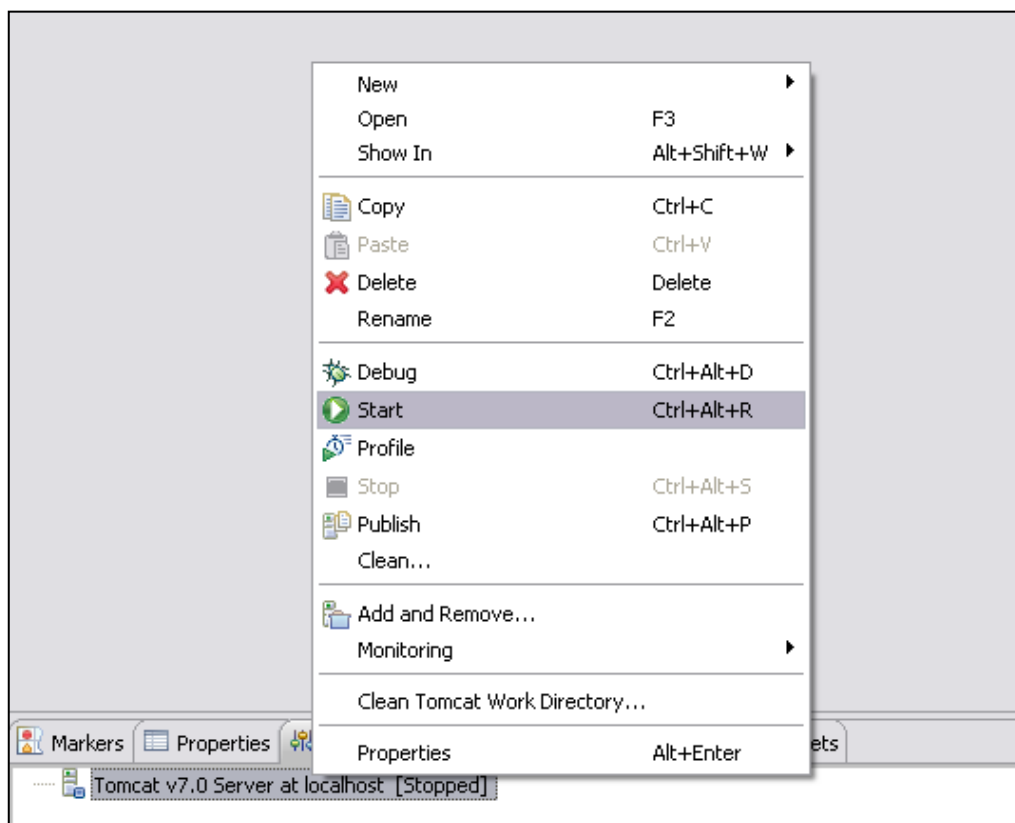 New
Open F3
Show In Alt+Shift+W
Copy Ctrl+C
Paste Ctrl+V
Delete Delete
Rename F2
Debug Ctrl+Alt+D
Start Ctrl+Alt+R
Profile
Stop Ctrl+Alt+S
Publish Ctrl+Alt+P
Clean...
Add and Remove...
Monitoring
Clean Tomcat Work Directory...
Properties Alt+Enter
Markers Properties ets
Tomcat v7.0 Server at localhost [Stopped]